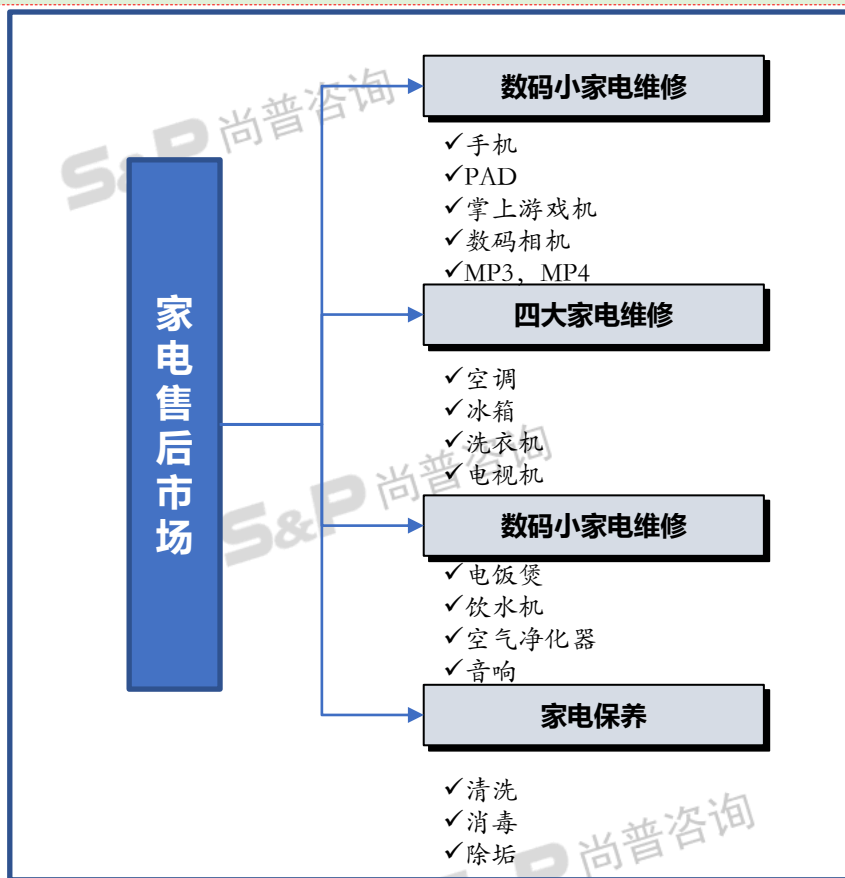 数码小家电维修
✓手机
✓PAD
✓掌上游戏机
✓数码相机
✓MP3，MP4
四大家电维修
✓空调
✓冰箱
✓洗衣机
✓电视机
数码小家电维修
✓电饭煲
✓饮水机
✓空气净化器
✓音响
家电保养
✓清洗
✓消毒
✓除垢
家电售后市场
S&P 尚普咨询
S&P 尚普咨询
P 尚普咨询